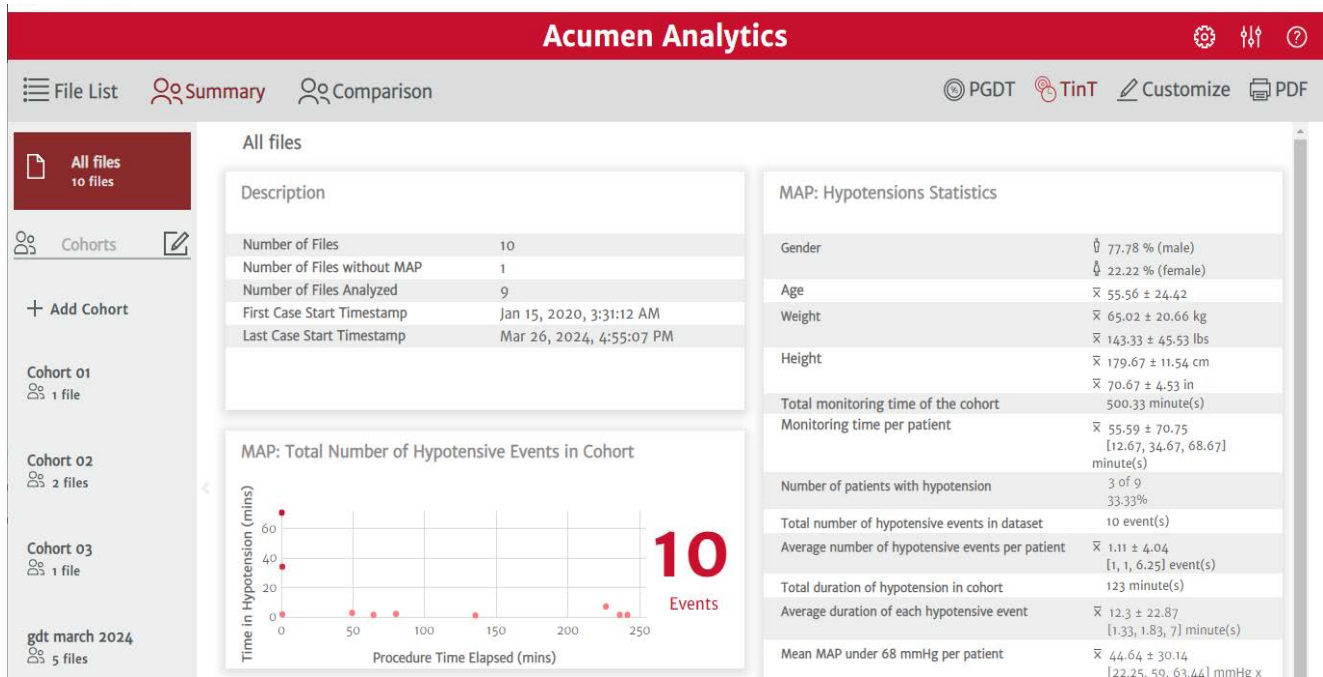 Acumen Analytics
File List
Summary
Comparison
PGDT
TinT
Customize
PDF
All files
10 files
Cohorts
+ Add Cohort
Cohort 01
1 file
Cohort 02
2 files
Cohort 03
1 file
gdt march 2024
5 files
All files
Description
Number of Files 10
Number of Files without MAP 1
Number of Files Analyzed 9
First Case Start Timestamp Jan 15, 2020, 3:31:12 AM
Last Case Start Timestamp Mar 26, 2024, 4:55:07 PM
MAP: Total Number of Hypotensive Events in Cohort
Time in Hypotension (mins)
60
40
20
0
0 50 100 150 200 250
Procedure Time Elapsed (mins)
10
Events
MAP: Hypotensions Statistics
Gender 77.78 % (male)
22.22 % (female)
Age x̄ 55.56 ± 24.42
Weight x̄ 65.02 ± 20.66 kg
x̄ 143.33 ± 45.53 lbs
Height x̄ 179.67 ± 11.54 cm
x̄ 70.67 ± 4.53 in
Total monitoring time of the cohort 500.33 minute(s)
Monitoring time per patient x̄ 55.59 ± 70.75
[12.67, 34.67, 68.67]
minute(s)
Number of patients with hypotension 3 of 9
33.33%
Total number of hypotensive events in dataset 10 event(s)
Average number of hypotensive events per patient x̄ 1.11 ± 4.04
[1, 1, 6.25] event(s)
Total duration of hypotension in cohort 123 minute(s)
Average duration of each hypotensive event x̄ 12.3 ± 22.87
[1.33, 1.83, 7] minute(s)
Mean MAP under 68 mmHg per patient x̄ 44.64 ± 30.14
[22.25, 59, 63.44] mmHg x